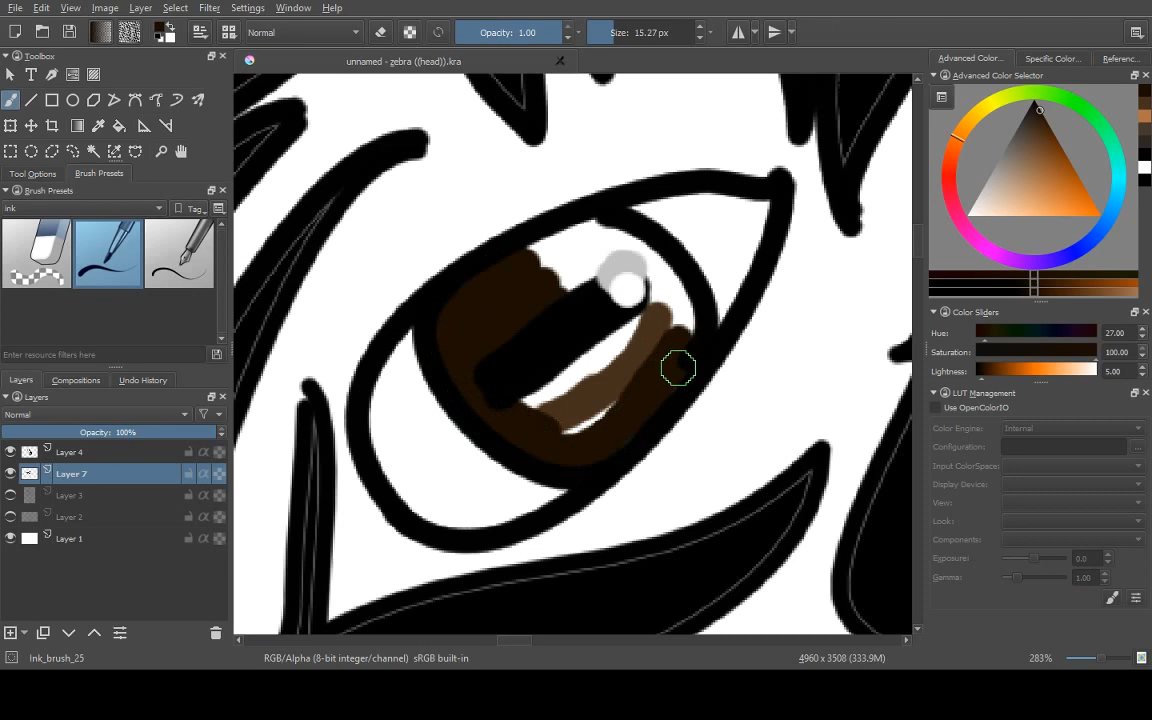 File Edit View Image Layer Select Filter Settings Window Help
Normal Opacity: 1.00 Size: 15.27 px
Toolbox
unnamed - zebra ((head)).kra
Advanced Color... Specific Color... Referenc...
Advanced Color Selector
Tool Options Brush Presets
Brush Presets
ink Tag
Enter resource filters here
Layers Compositions Undo History
Layers
Normal
Opacity: 100%
Layer 4
Layer 7
Layer 3
Layer 2
Layer 1
Color Sliders
Hue: 27.00
Saturation: 100.00
Lightness: 5.00
LUT Management
Use OpenColorIO
Color Engine: Internal
Configuration: ...
Input ColorSpace:
Display Device:
View:
Look:
Components:
Exposure: 0.0
Gamma: 1.00
Ink_brush_25 RGB/Alpha (8-bit integer/channel) sRGB built-in 4960 x 3508 (333.9M) 283%